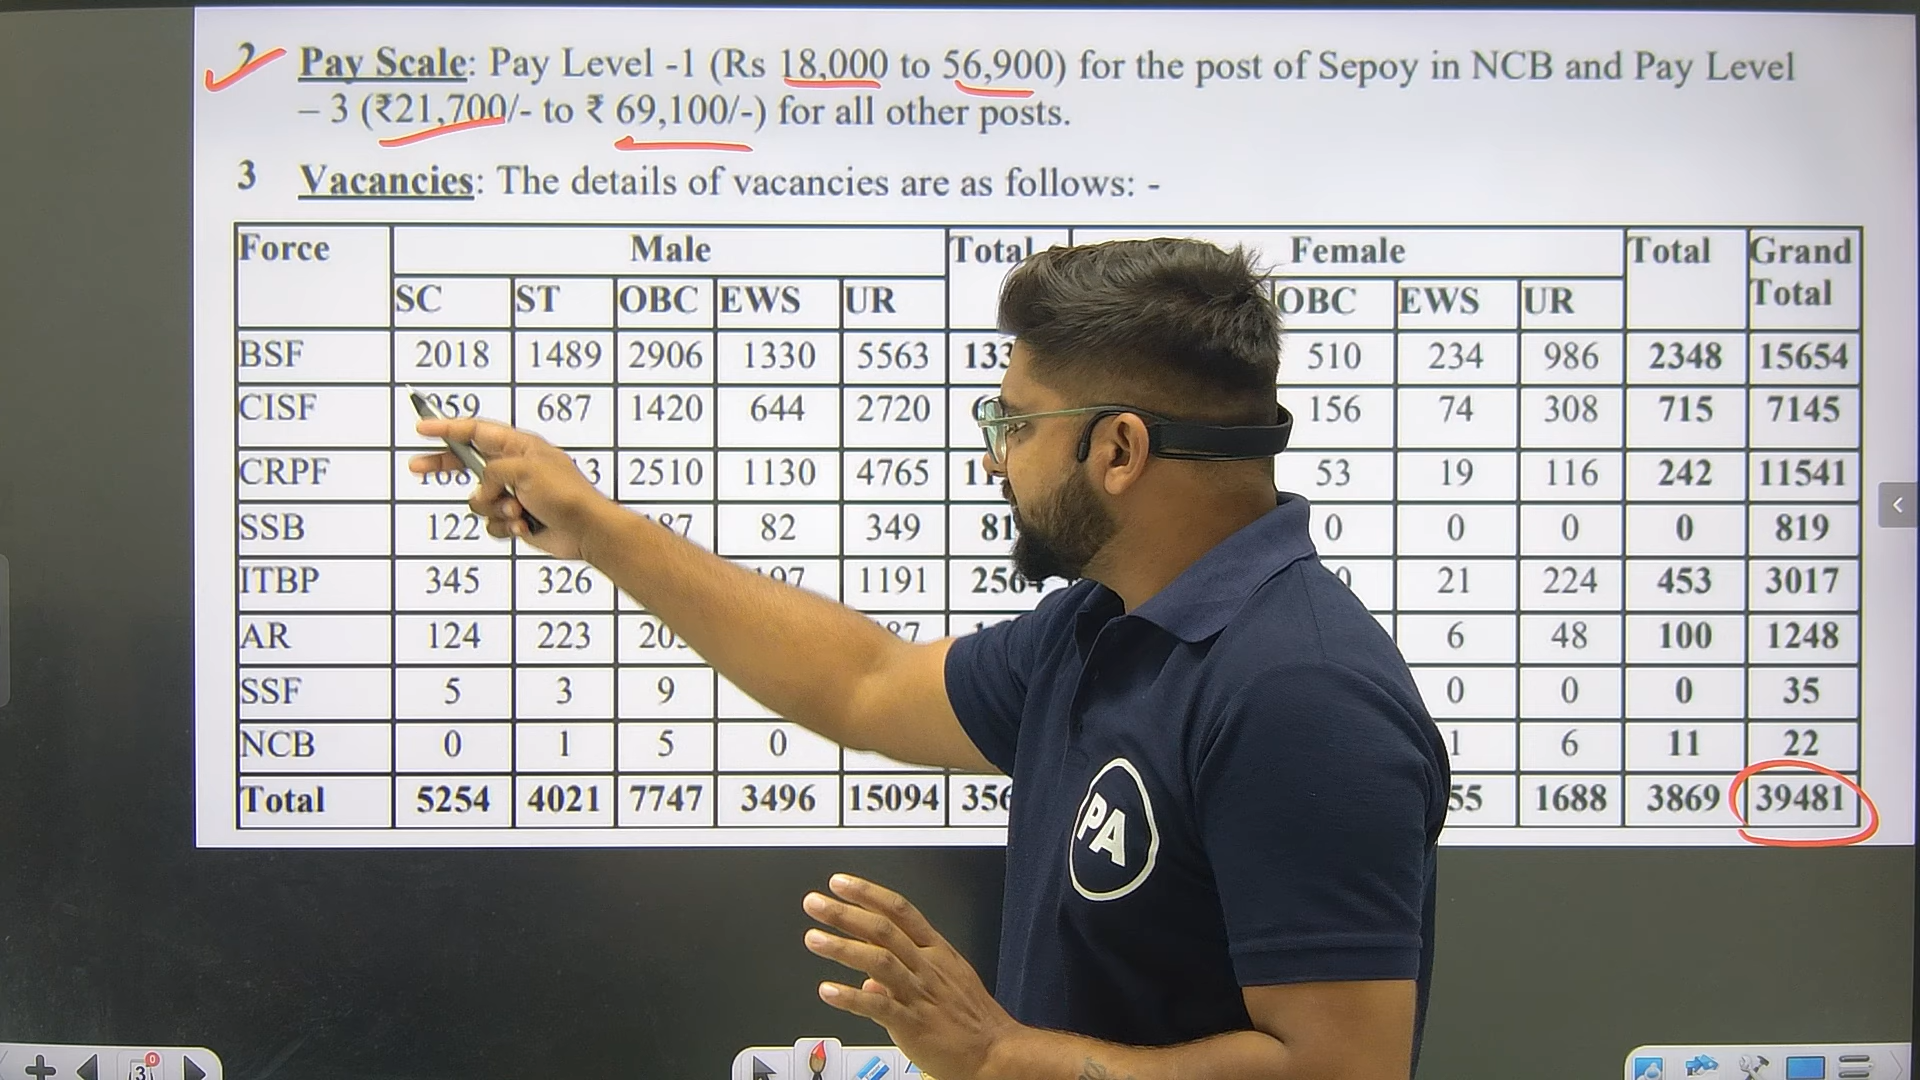 2 Pay Scale: Pay Level -1 (Rs 18,000 to 56,900) for the post of Sepoy in NCB and Pay Level
– 3 (₹21,700/- to ₹ 69,100/-) for all other posts.
3 Vacancies: The details of vacancies are as follows: -
Force Male Total Female Total Grand Total
SC ST OBC EWS UR OBC EWS UR
BSF 2018 1489 2906 1330 5563 510 234 986 2348 15654
CISF 687 1420 644 2720 156 74 308 715 7145
CRPF 2510 1130 4765 53 19 116 242 11541
SSB 122 82 349 0 0 0 0 819
ITBP 345 326 1191 2564 21 224 453 3017
AR 124 223 6 48 100 1248
SSF 5 3 9 0 0 0 35
NCB 0 1 5 0 1 6 11 22
Total 5254 4021 7747 3496 15094 1688 3869 39481
PA
3
0